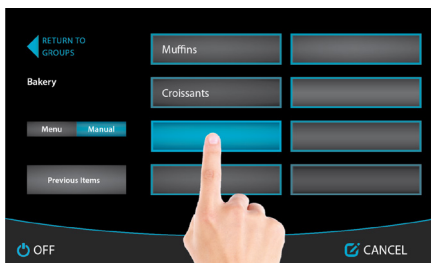 RETURN TO
GROUPS
Muffins
Bakery
Croissants
Menu Manual
Previous Items
OFF
CANCEL